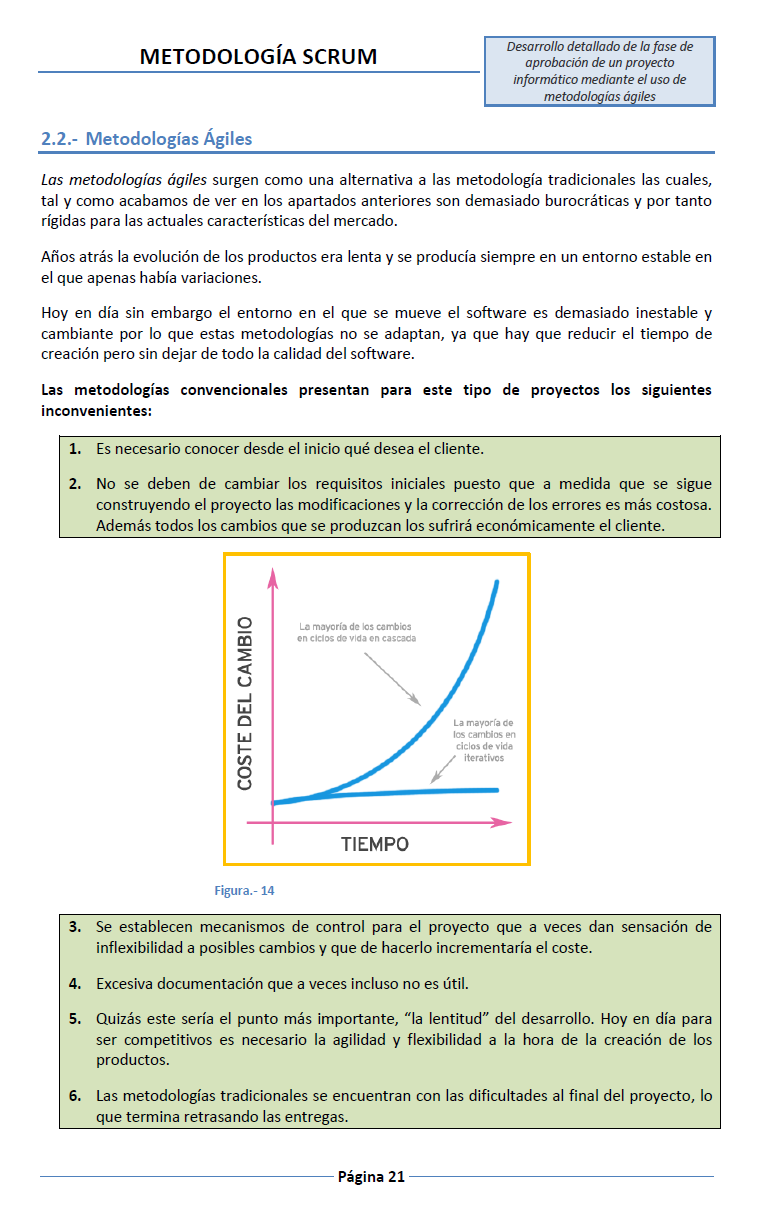 METODOLOGÍA SCRUM
Desarrollo detallado de la fase de
aprobación de un proyecto
informático mediante el uso de
metodologías ágiles
2.2.- Metodologías Ágiles
Las metodologías ágiles surgen como una alternativa a las metodología tradicionales las cuales,
tal y como acabamos de ver en los apartados anteriores son demasiado burocráticas y por tanto
rígidas para las actuales características del mercado.
Años atrás la evolución de los productos era lenta y se producía siempre en un entorno estable en
el que apenas había variaciones.
Hoy en día sin embargo el entorno en el que se mueve el software es demasiado inestable y
cambiante por lo que estas metodologías no se adaptan, ya que hay que reducir el tiempo de
creación pero sin dejar de todo la calidad del software.
Las metodologías convencionales presentan para este tipo de proyectos los siguientes
inconvenientes:
1. Es necesario conocer desde el inicio qué desea el cliente.
2. No se deben de cambiar los requisitos iniciales puesto que a medida que se sigue
construyendo el proyecto las modificaciones y la corrección de los errores es más costosa.
Además todos los cambios que se produzcan los sufrirá económicamente el cliente.
COSTE DEL CAMBIO
La mayoría de los cambios
en ciclos de vida en cascada
La mayoría de
los cambios en
ciclos de vida
iterativos
TIEMPO
Figura.- 14
3. Se establecen mecanismos de control para el proyecto que a veces dan sensación de
inflexibilidad a posibles cambios y que de hacerlo incrementaría el coste.
4. Excesiva documentación que a veces incluso no es útil.
5. Quizás este sería el punto más importante, “la lentitud” del desarrollo. Hoy en día para
ser competitivos es necesario la agilidad y flexibilidad a la hora de la creación de los
productos.
6. Las metodologías tradicionales se encuentran con las dificultades al final del proyecto, lo
que termina retrasando las entregas.
Página 21